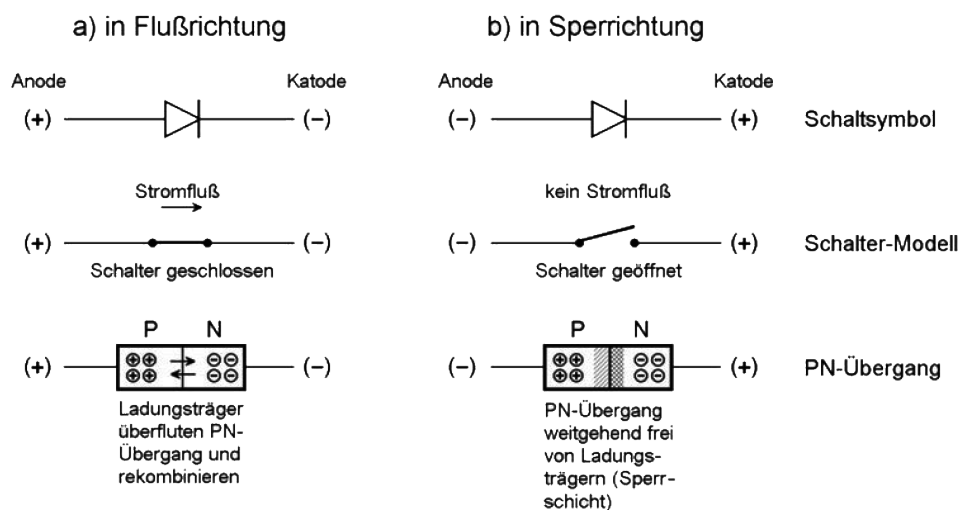 a) in Flußrichtung
b) in Sperrichtung
Anode
Katode
Anode
Katode
(+)
(−)
(−)
(+)
Schaltsymbol
Stromfluß
kein Stromfluß
(+)
(−)
(−)
(+)
Schalter-Modell
Schalter geschlossen
Schalter geöffnet
P N
P N
(+)
(−)
(−)
(+)
PN-Übergang
Ladungsträger
überfluten PN-
Übergang und
rekombinieren
PN-Übergang
weitgehend frei
von Ladungs-
trägern (Sperr-
schicht)